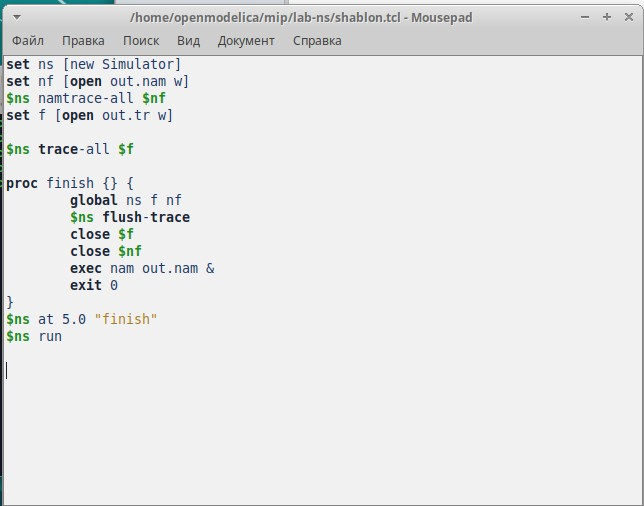 /home/openmodelica/mip/lab-ns/shablon.tcl - Mousepad
Файл Правка Поиск Вид Документ Справка
set ns [new Simulator]
set nf [open out.nam w]
$ns namtrace-all $nf
set f [open out.tr w]
$ns trace-all $f
proc finish {} {
        global ns f nf
        $ns flush-trace
        close $f
        close $nf
        exec nam out.nam &
        exit 0
}
$ns at 5.0 "finish"
$ns run